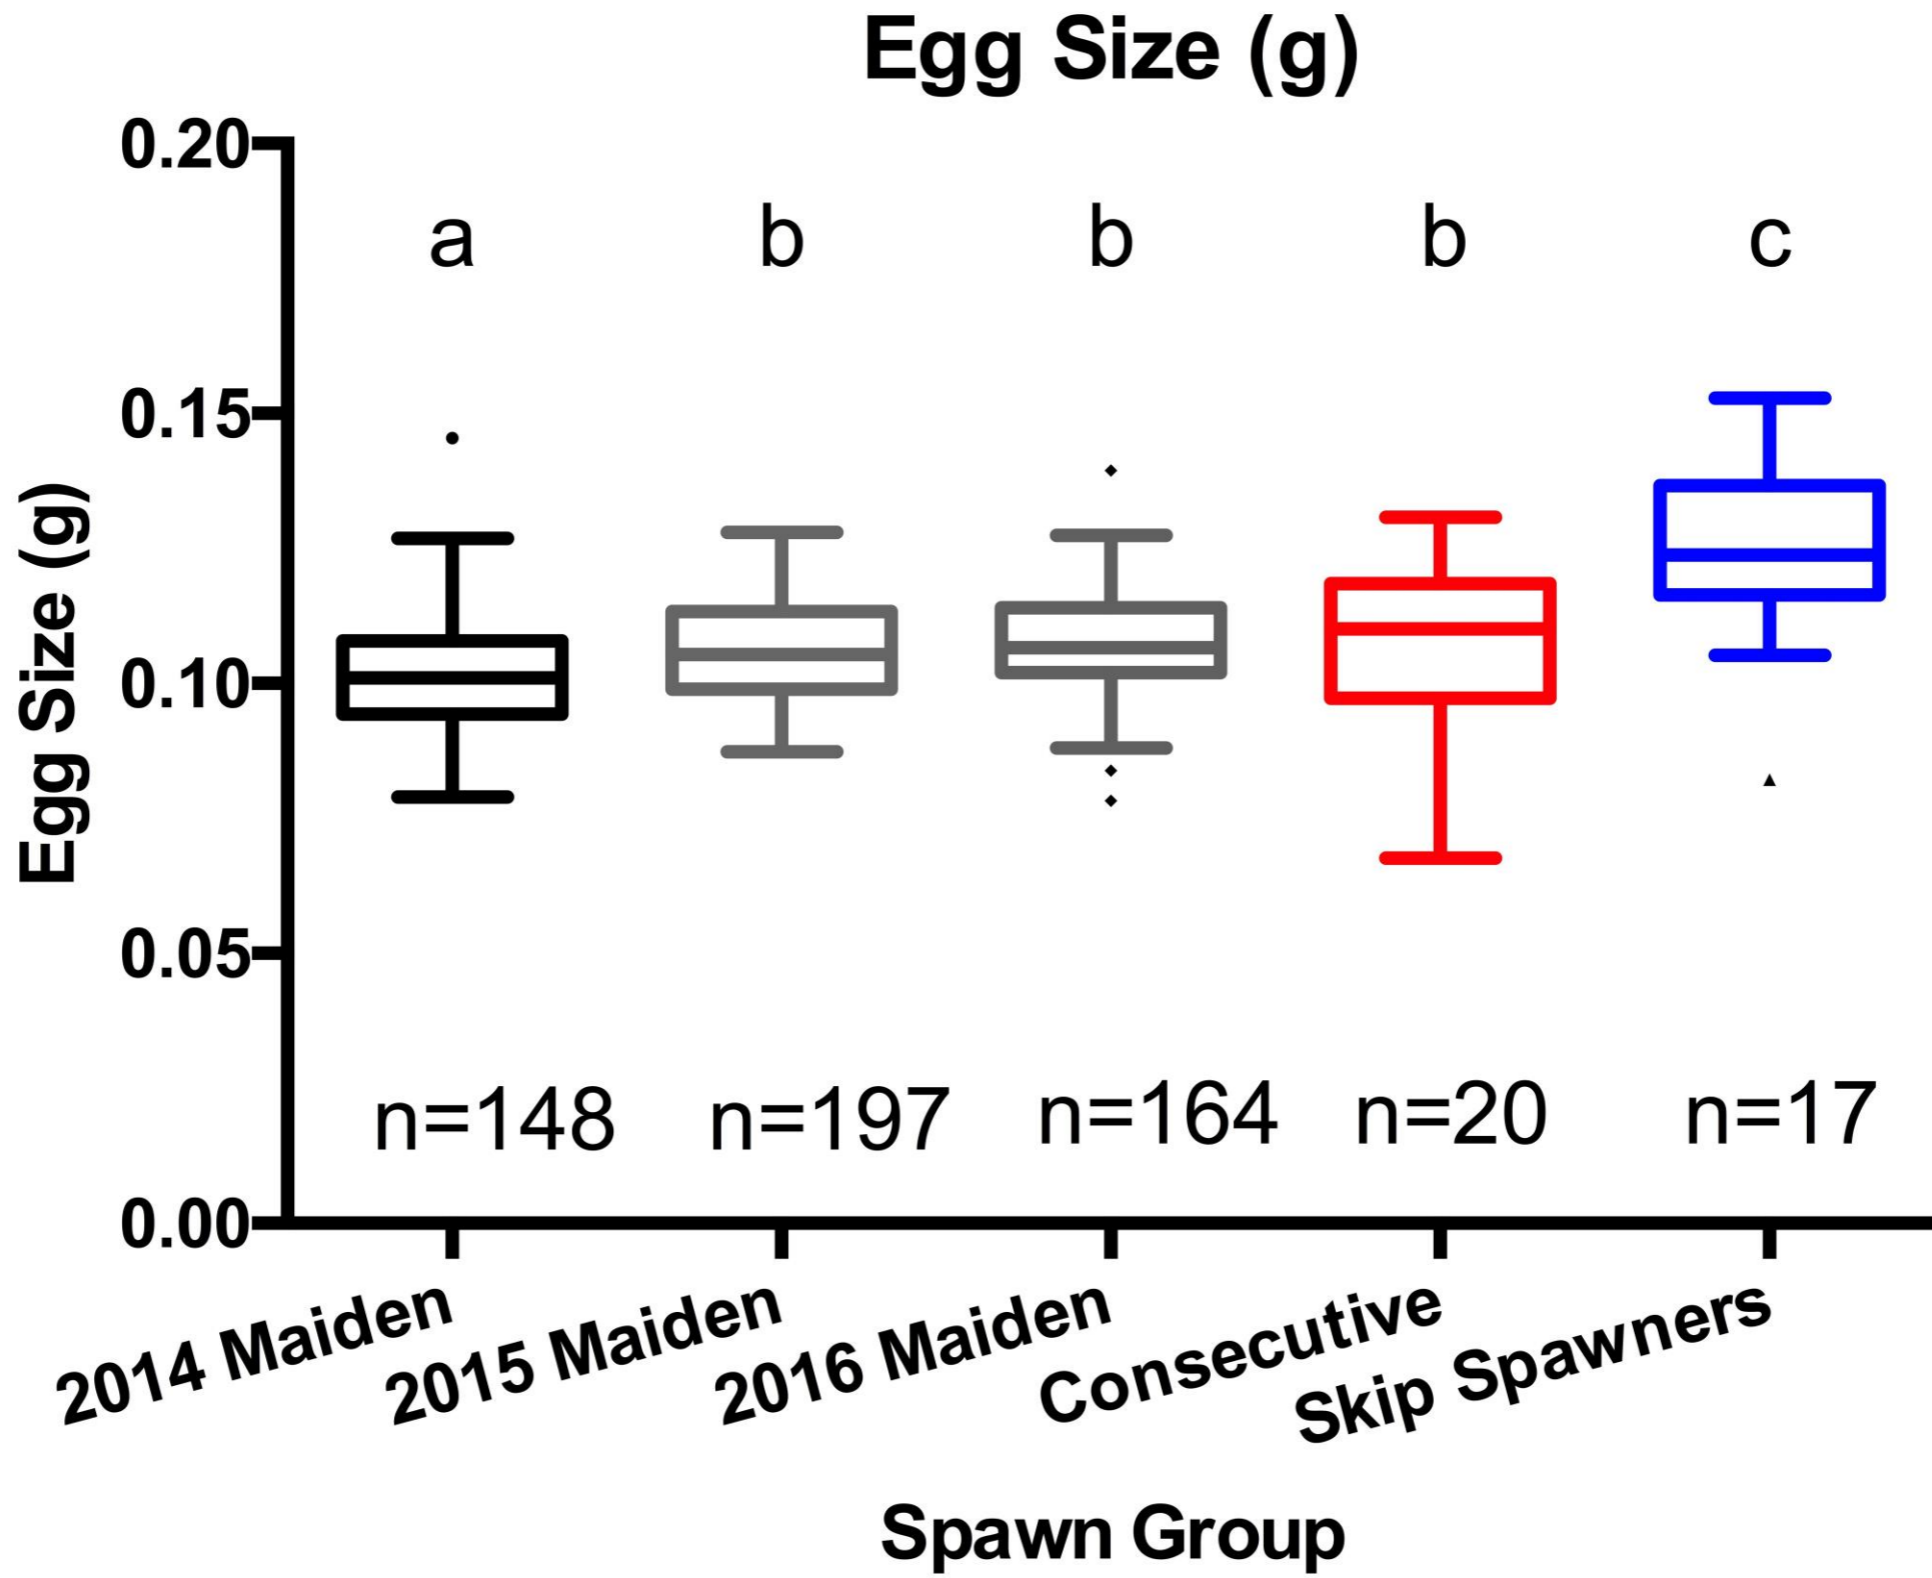 Egg Size (g)
Egg Size (g)
0.20
0.15
0.10
0.05
0.00
a b b b c
n=148 n=197 n=164 n=20 n=17
2014 Maiden
2015 Maiden
2016 Maiden
Consecutive
Skip Spawners
Spawn Group